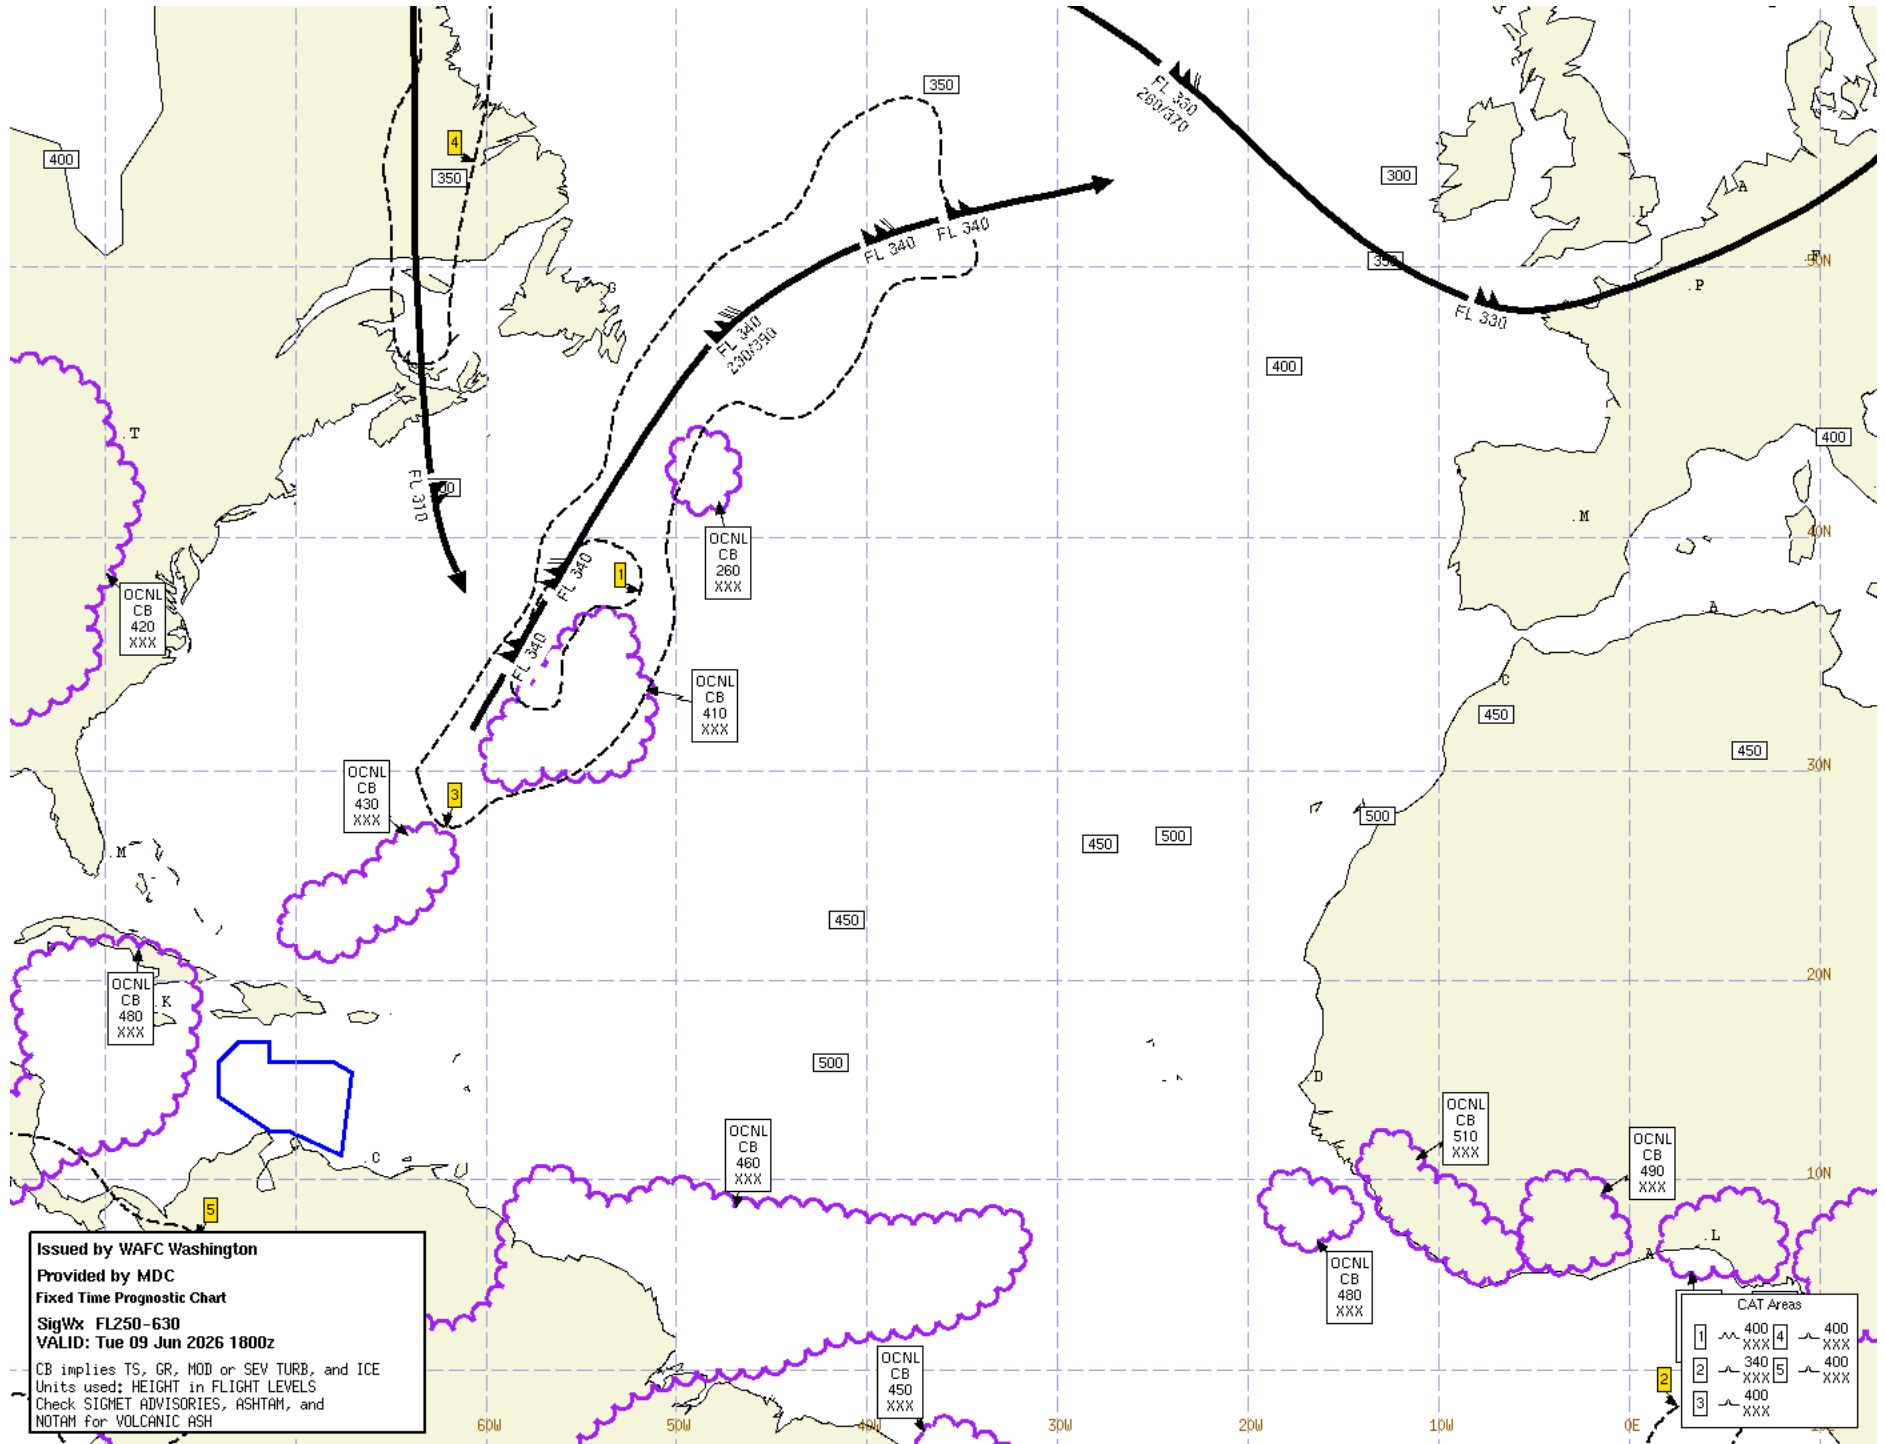 350
FL 330
260/370
400
4
350
300
A
L
FL 340
FL 340
350
F
50N
G
P
FL 330
FL 340
230/390
400
T
400
FL 310
M
40N
OCNL
CB
260
XXX
1
FL 340
OCNL
CB
420
XXX
A
FL 340
OCNL
CB
410
XXX
C
450
450
30N
OCNL
CB
430
XXX
3
500
500
450
M
450
20N
OCNL
CB
480
XXX
K
500
D
OCNL
CB
510
XXX
OCNL
CB
460
XXX
OCNL
CB
490
XXX
C
10N
5
L
A
OCNL
CB
480
XXX
Issued by WAFC Washington
Provided by MDC
Fixed Time Prognostic Chart
SigWx FL250-630
VALID: Tue 09 Jun 2026 1800z
CB implies TS, GR, MOD or SEV TURB, and ICE
Units used: HEIGHT in FLIGHT LEVELS
Check SIGMET ADVISORIES, ASHTAM, and
NOTAM for VOLCANIC ASH
OCNL
CB
450
XXX
2
CAT Areas
1 400 XXX 4 400 XXX
2 340 XXX 5 400 XXX
3 400 XXX
60W
50W
40W
30W
20W
10W
0E